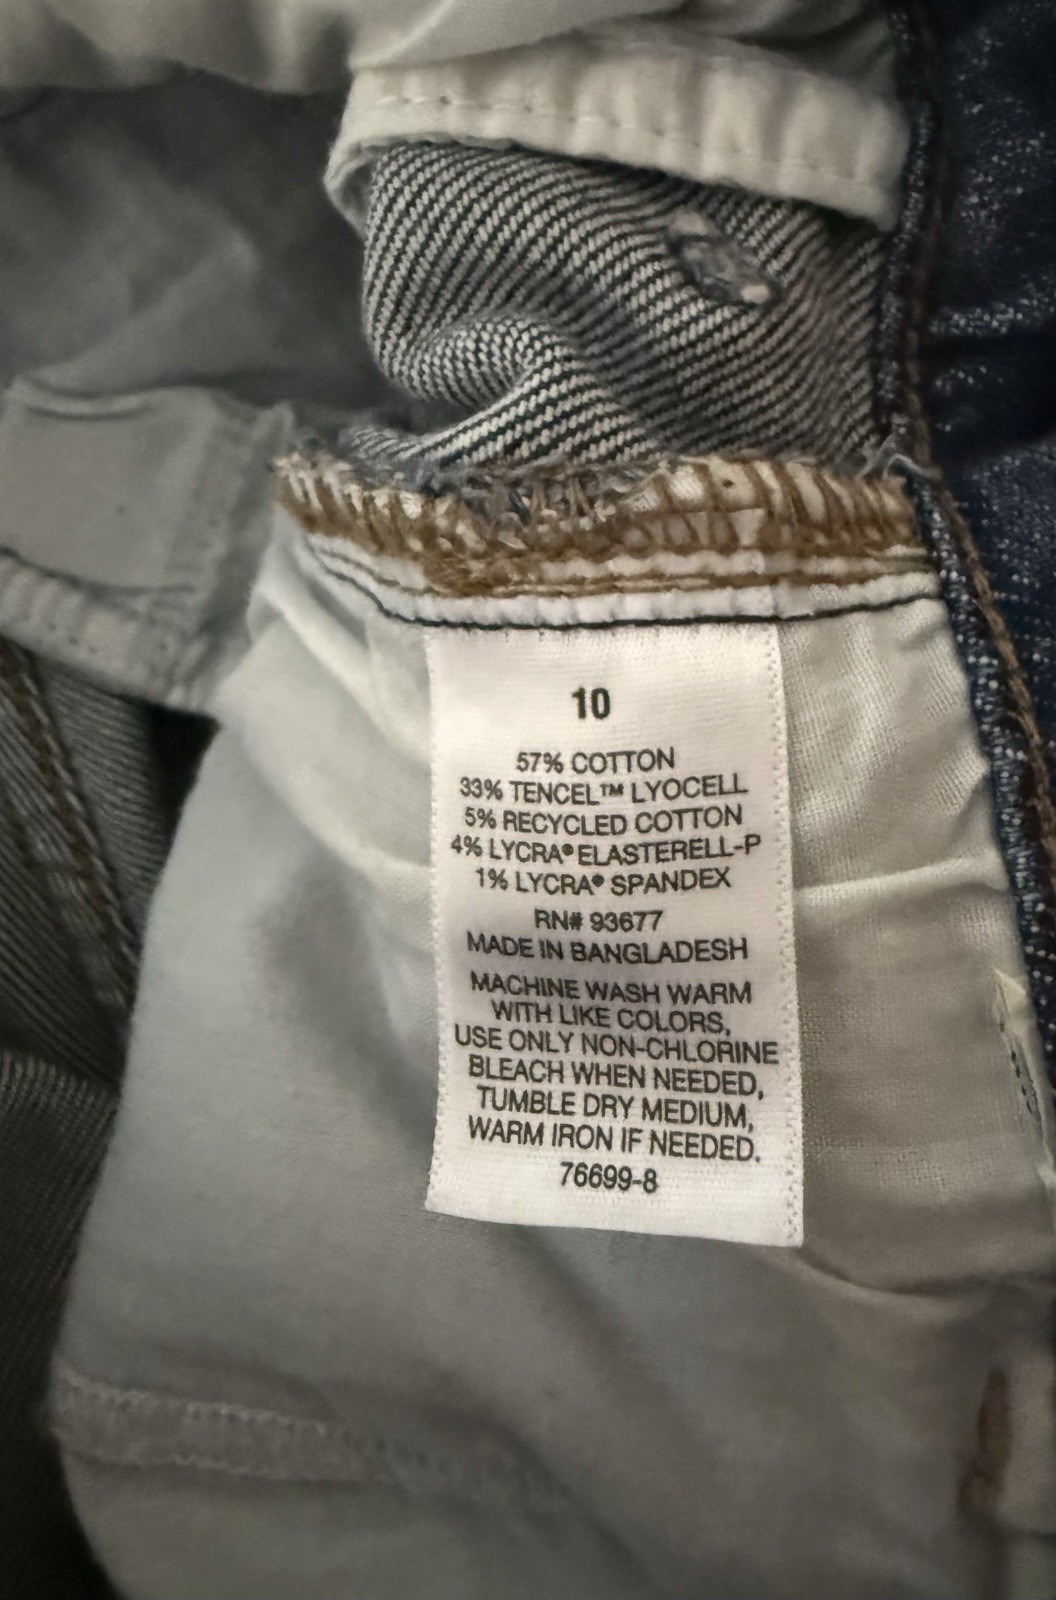 10
57% COTTON
33% TENCEL™ LYOCELL
5% RECYCLED COTTON
4% LYCRA® ELASTERELL-P
1% LYCRA® SPANDEX
RN# 93677
MADE IN BANGLADESH
MACHINE WASH WARM
WITH LIKE COLORS,
USE ONLY NON-CHLORINE
BLEACH WHEN NEEDED,
TUMBLE DRY MEDIUM,
WARM IRON IF NEEDED.
76699-8